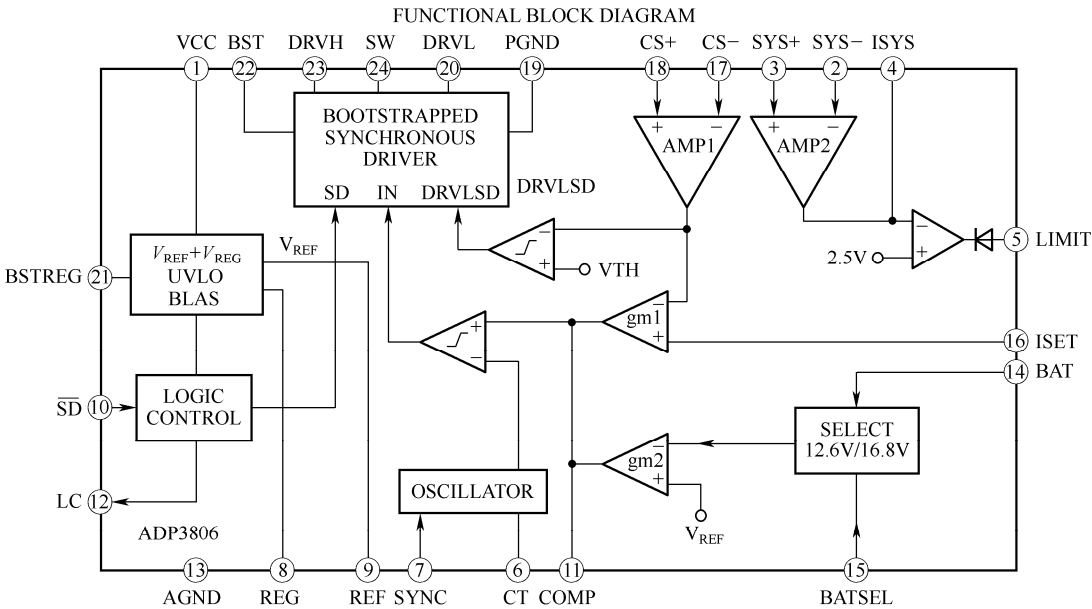 FUNCTIONAL BLOCK DIAGRAM
VCC BST DRVH SW DRVL PGND CS+ CS− SYS+ SYS− ISYS
1 22 23 24 20 19 18 17 3 2 4
BOOTSTRAPPED
SYNCHRONOUS
DRIVER
SD IN DRVLSD
DRVLSD
+ −
AMP1
+ −
AMP2
−
+
2.5V
5 LIMIT
−
+
VTH
VREF+VREG
UVLO
BLAS
VREF
BSTREG 21
+
−
−
gm1
+
16 ISET
14 BAT
LOGIC
CONTROL
SD 10
SELECT
12.6V/16.8V
−
gm2
+
VREF
OSCILLATOR
LC 12
ADP3806
13 8 9 7 6 11 15
AGND REG REF SYNC CT COMP BATSEL